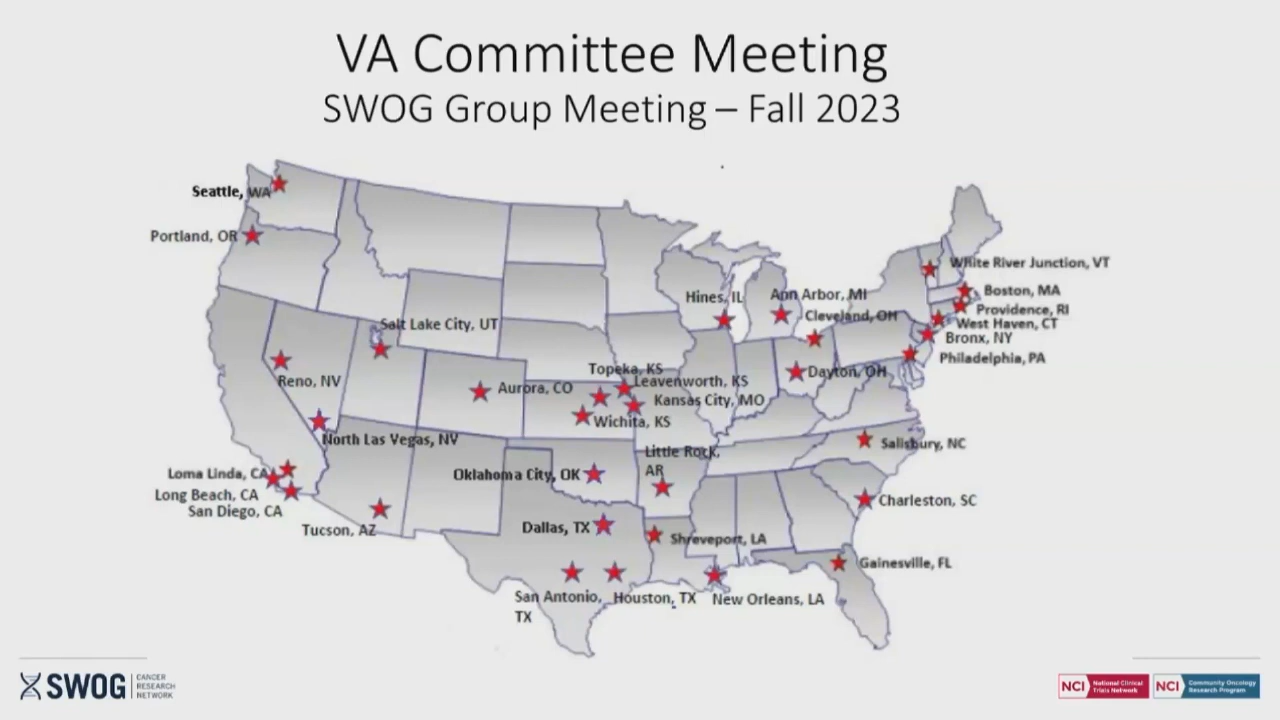 VA Committee Meeting
SWOG Group Meeting – Fall 2023
Seattle, WA
Portland, OR
White River Junction, VT
Boston, MA
Providence, RI
West Haven, CT
Bronx, NY
Philadelphia, PA
Hines, IL
Ann Arbor, MI
Cleveland, OH
Dayton, OH
Salt Lake City, UT
Reno, NV
North Las Vegas, NV
Aurora, CO
Topeka, KS
Leavenworth, KS
Kansas City, MO
Wichita, KS
Little Rock,
AR
Oklahoma City, OK
Salisbury, NC
Loma Linda, CA
Long Beach, CA
San Diego, CA
Tucson, AZ
Charleston, SC
Dallas, TX
Shreveport, LA
Gainesville, FL
San Antonio,
TX
Houston, TX
New Orleans, LA
SWOG
CANCER
RESEARCH
NETWORK
NCI
National Clinical
Trials Network
NCI
Community Oncology
Research Program